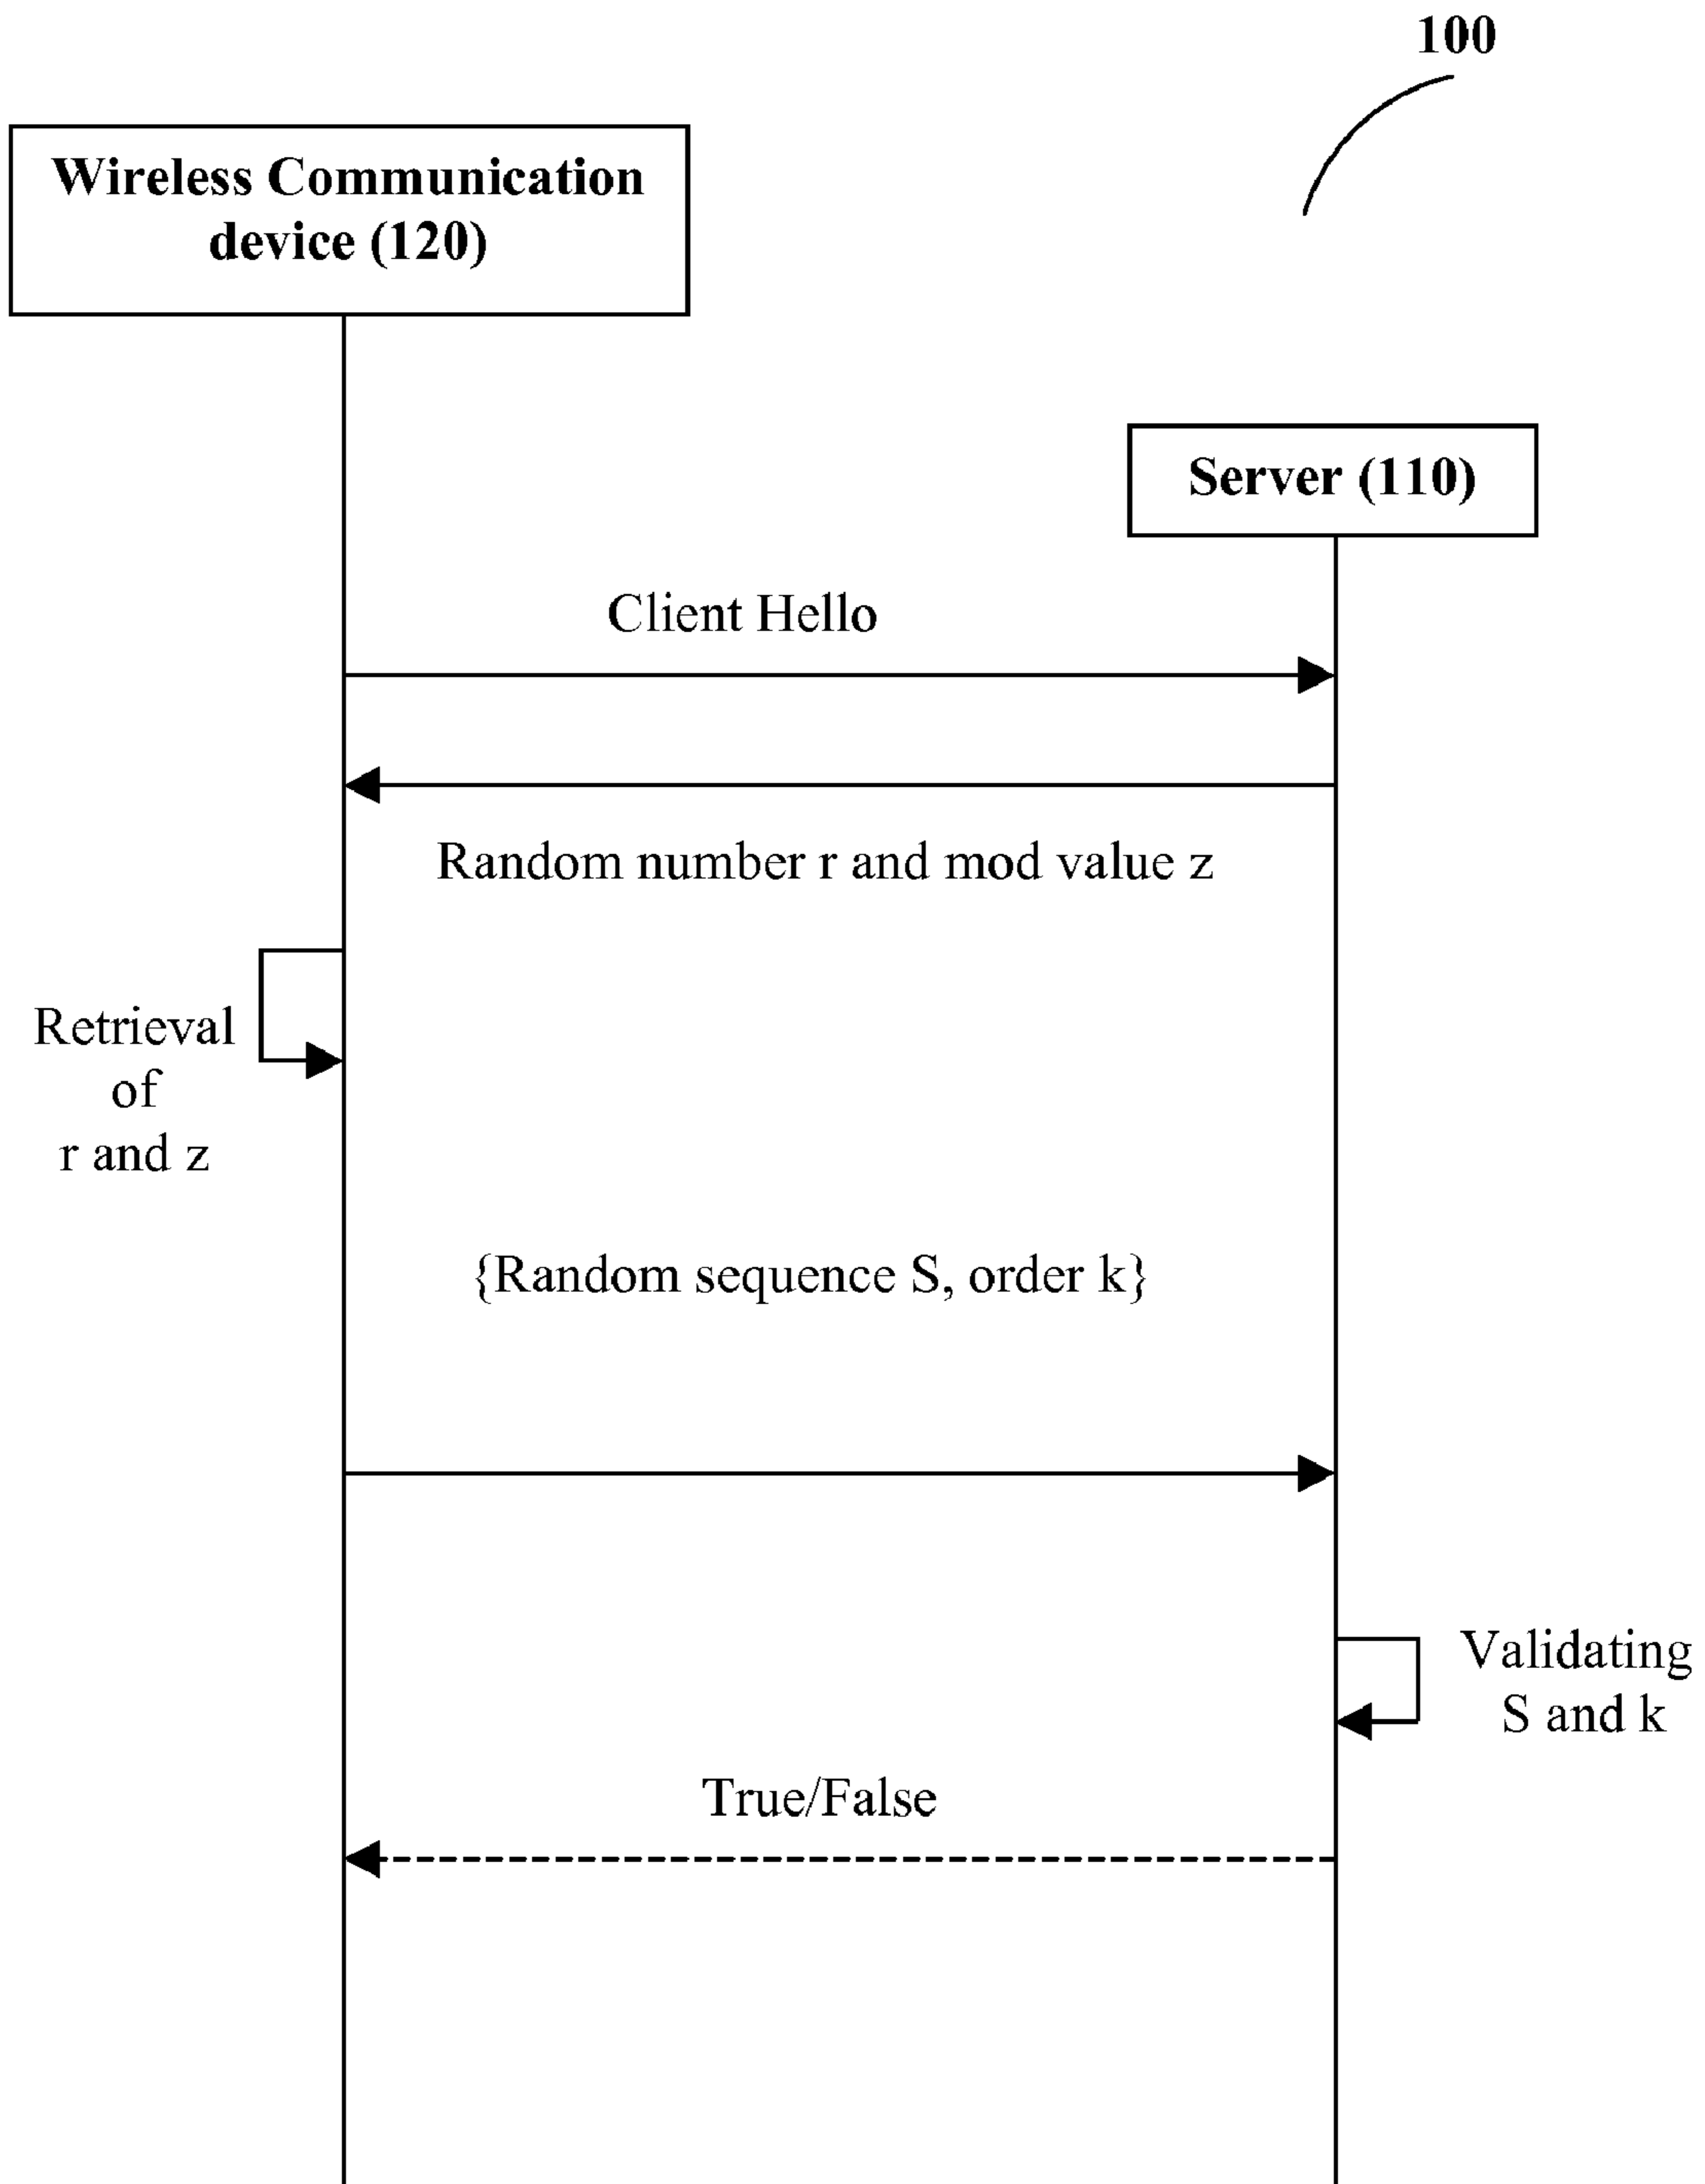 100
Wireless Communication
device (120)
Server (110)
Client Hello
Random number r and mod value z
Retrieval
of
r and z
{Random sequence S, order k}
Validating
S and k
True/False